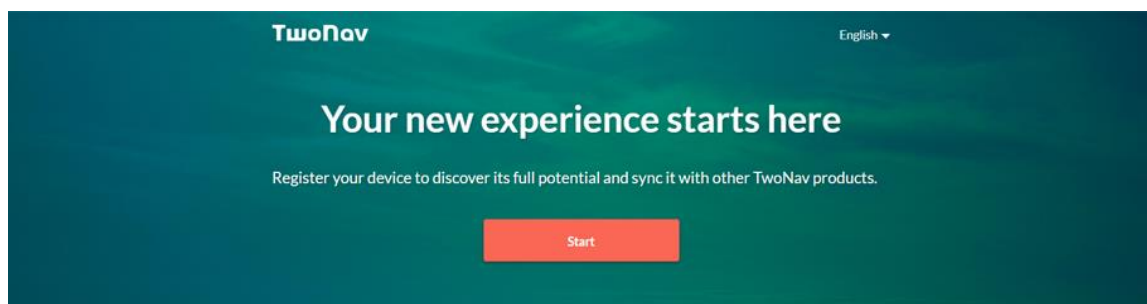 TwoNav
English
Your new experience starts here
Register your device to discover its full potential and sync it with other TwoNav products.
Start